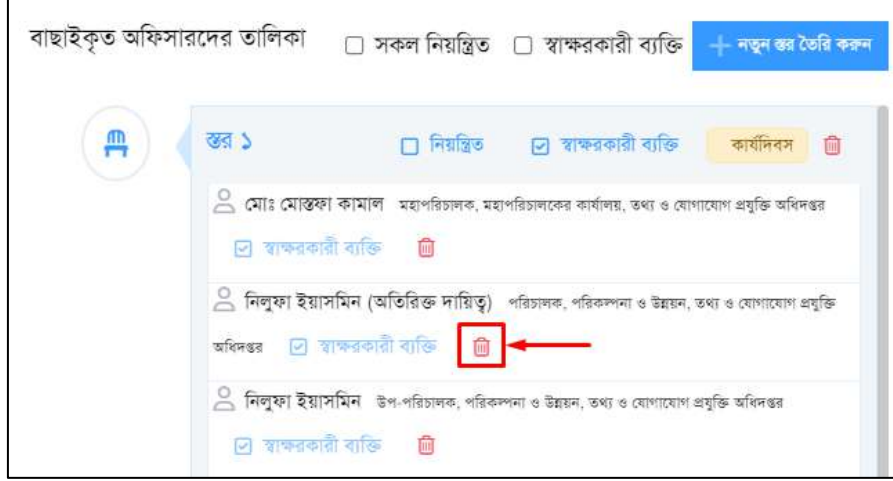 বাছাইকৃত অফিসারদের তালিকা সকল নিয়ন্ত্রিত স্বাক্ষরকারী ব্যক্তি নতুন স্তর তৈরি করুন
স্তর ১ নিয়ন্ত্রিত স্বাক্ষরকারী ব্যক্তি কার্যদিবস
মোঃ মোস্তফা কামাল মহাপরিচালক, মহাপরিচালকের কার্যালয়, তথ্য ও যোগাযোগ প্রযুক্তি অধিদপ্তর
স্বাক্ষরকারী ব্যক্তি
নিলুফা ইয়াসমিন (অতিরিক্ত দায়িত্ব) পরিচালক, পরিকল্পনা ও উন্নয়ন, তথ্য ও যোগাযোগ প্রযুক্তি
অধিদপ্তর স্বাক্ষরকারী ব্যক্তি
নিলুফা ইয়াসমিন উপ-পরিচালক, পরিকল্পনা ও উন্নয়ন, তথ্য ও যোগাযোগ প্রযুক্তি অধিদপ্তর
স্বাক্ষরকারী ব্যক্তি